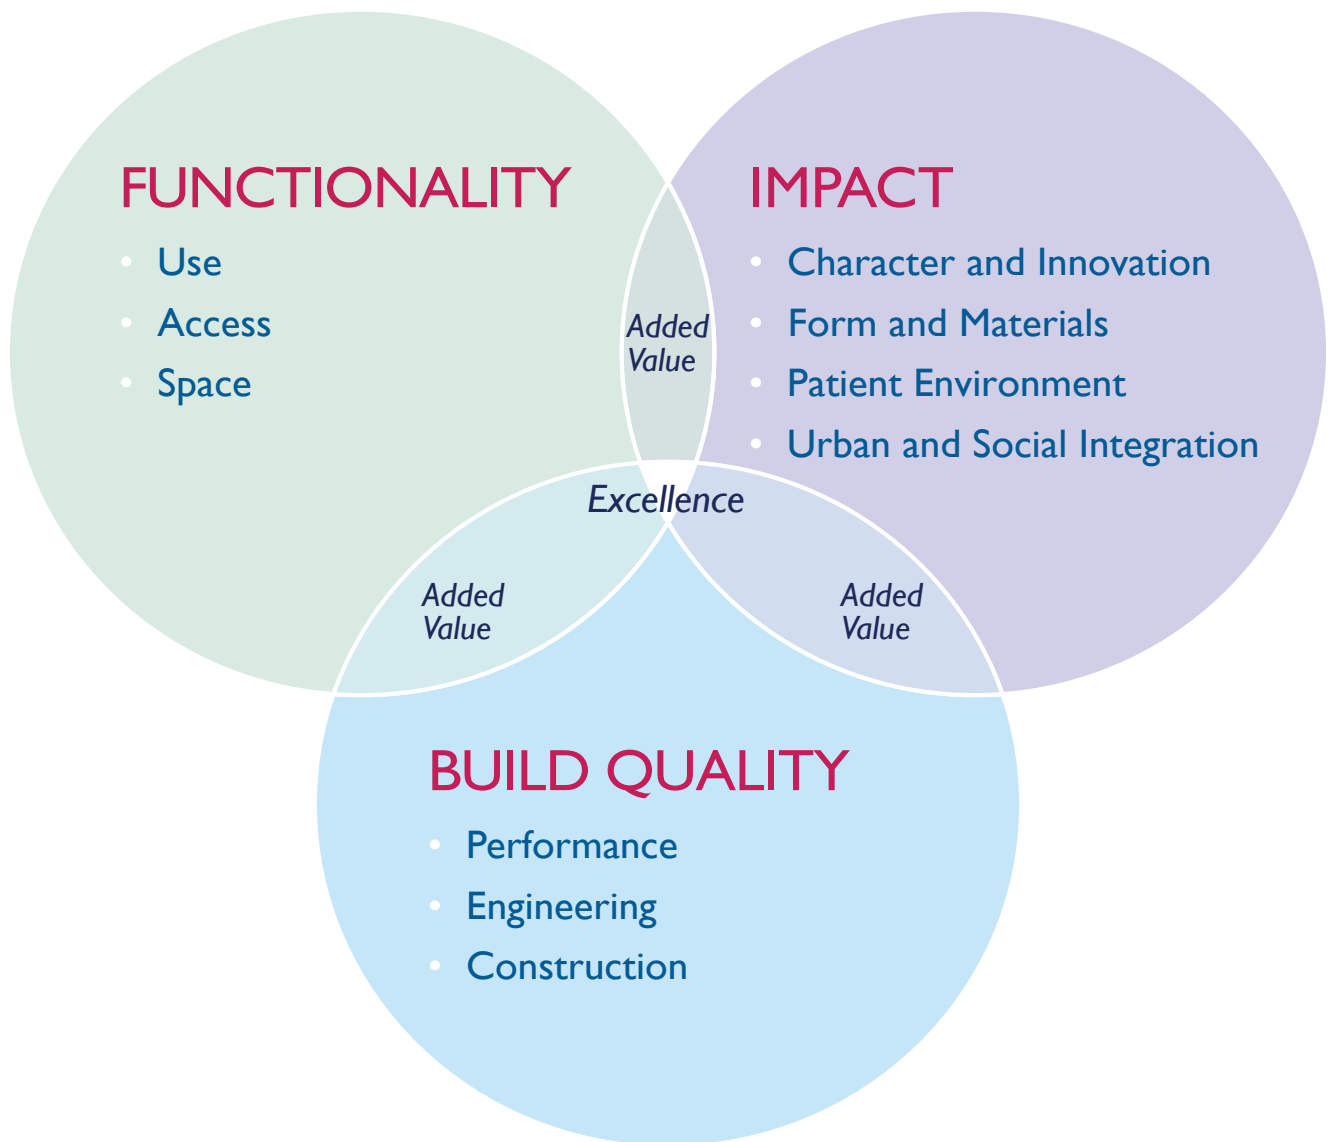 FUNCTIONALITY
• Use
• Access
• Space
IMPACT
• Character and Innovation
• Form and Materials
• Patient Environment
• Urban and Social Integration
Added
Value
Excellence
Added
Value
Added
Value
BUILD QUALITY
• Performance
• Engineering
• Construction